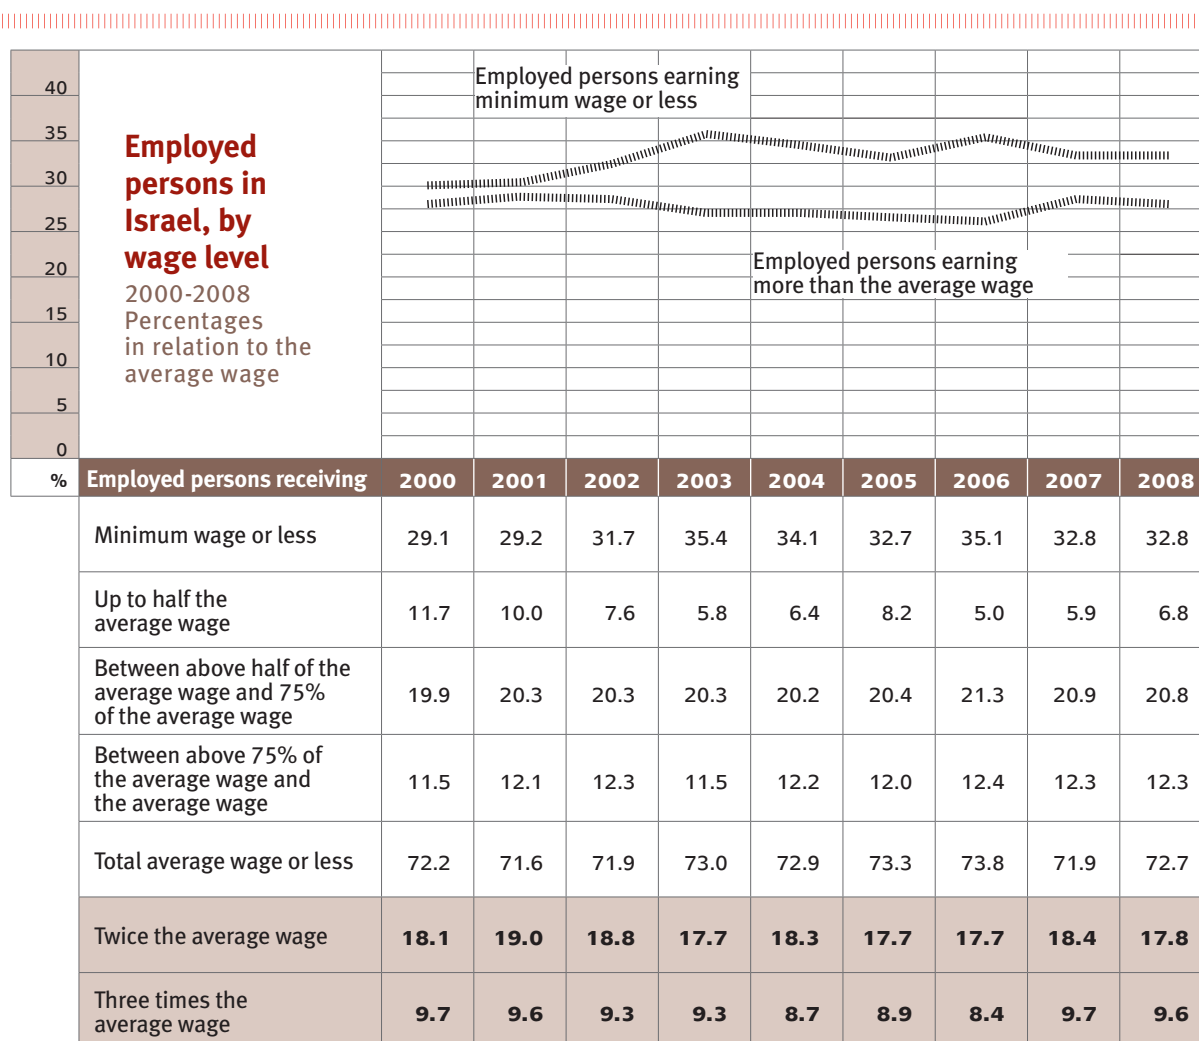 40
35
30
25
20
15
10
5
0
Employed
persons in
Israel, by
wage level
2000-2008
Percentages
in relation to the
average wage
Employed persons earning
minimum wage or less
Employed persons earning
more than the average wage
% Employed persons receiving 2000 2001 2002 2003 2004 2005 2006 2007 2008
Minimum wage or less 29.1 29.2 31.7 35.4 34.1 32.7 35.1 32.8 32.8
Up to half the
average wage 11.7 10.0 7.6 5.8 6.4 8.2 5.0 5.9 6.8
Between above half of the
average wage and 75% 19.9 20.3 20.3 20.3 20.2 20.4 21.3 20.9 20.8
of the average wage
Between above 75% of
the average wage and 11.5 12.1 12.3 11.5 12.2 12.0 12.4 12.3 12.3
the average wage
Total average wage or less 72.2 71.6 71.9 73.0 72.9 73.3 73.8 71.9 72.7
Twice the average wage 18.1 19.0 18.8 17.7 18.3 17.7 17.7 18.4 17.8
Three times the
average wage 9.7 9.6 9.3 9.3 8.7 8.9 8.4 9.7 9.6